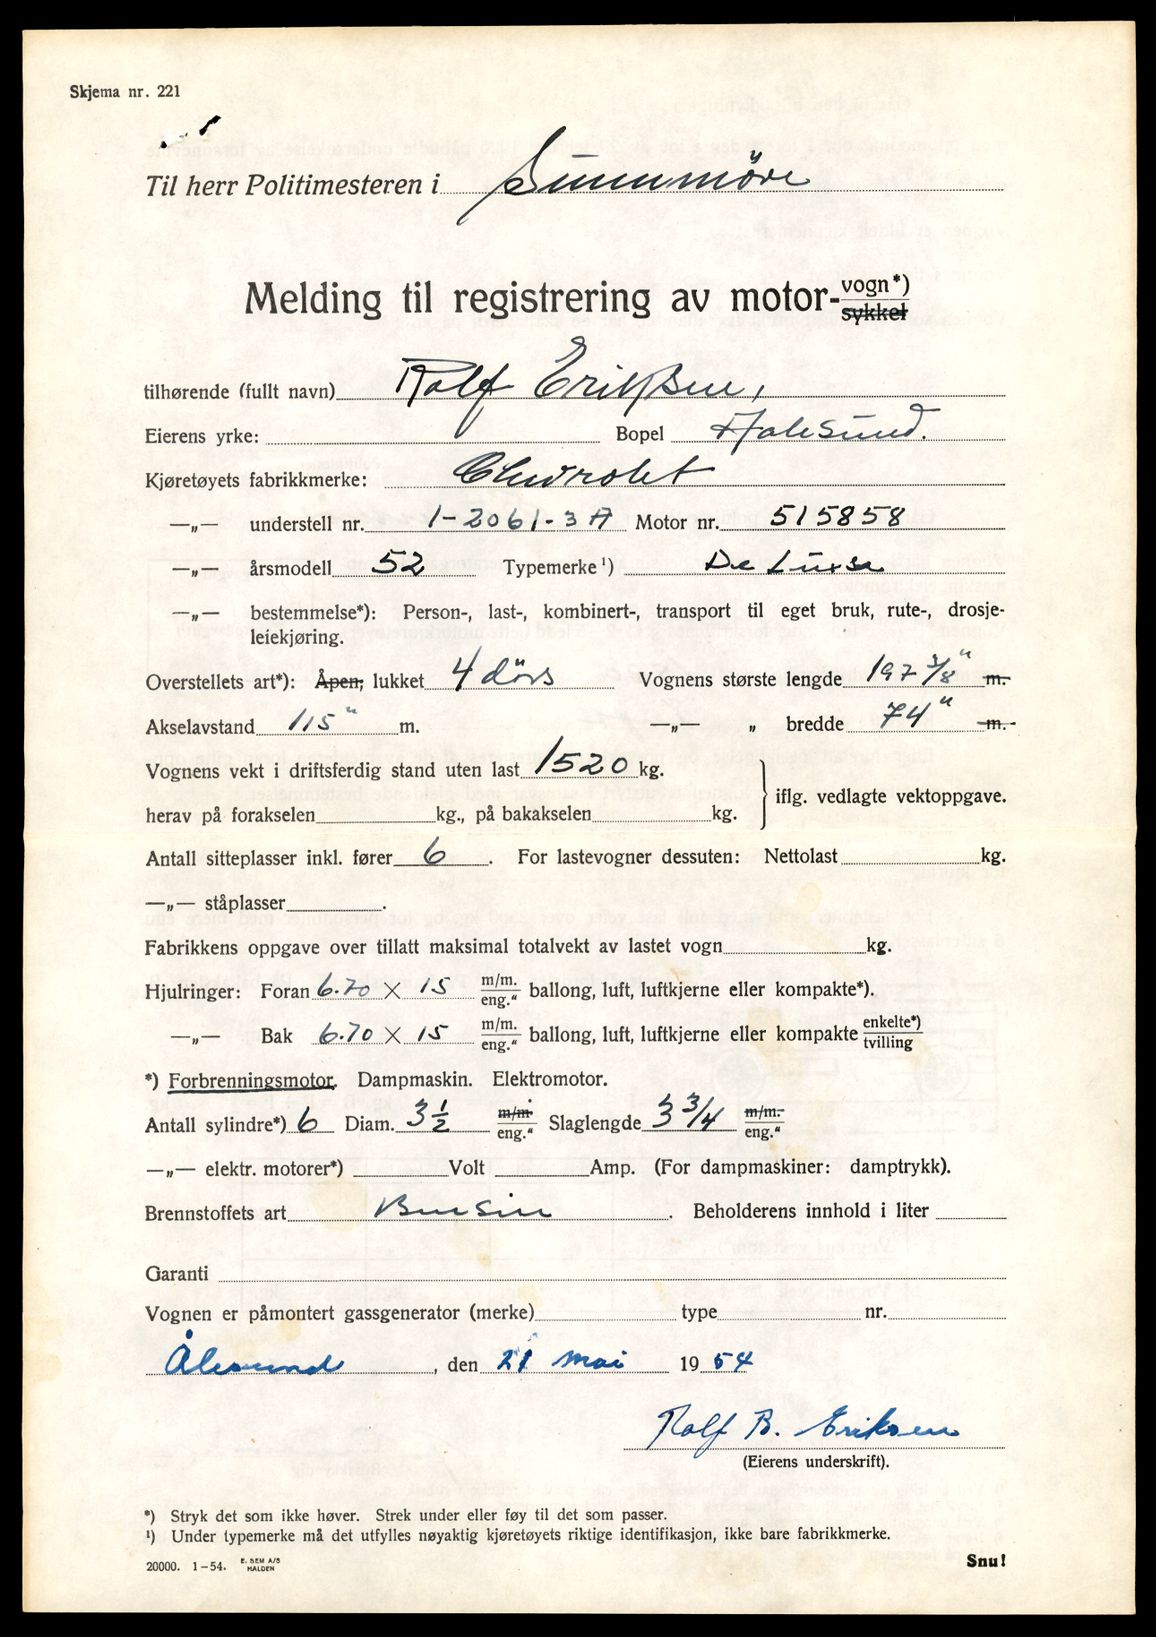 Skjema nr. 221
Til herr Politimesteren i Sunnmöre
Melding til registrering av motor- vogn*)
sykkel
tilhørende (fullt navn) Rolf Eriksen,
Eierens yrke: Bopel Aalesund.
Kjøretøyets fabrikkmerke: Chevrolet
—„— understell nr. 1-2061-3A Motor nr. 515858
—„— årsmodell 52 Typemerke ¹) De Luxe
—„— bestemmelse*): Person-, last-, kombinert-, transport til eget bruk, rute-, drosje-
leiekjøring.
Overstellets art*): Åpen; lukket 4 dörs Vognens største lengde 197 3/8" m.
Akselavstand 115" m. —„— „ bredde 74" m.
Vognens vekt i driftsferdig stand uten last 1520 kg.
iflg. vedlagte vektoppgave.
herav på forakselen kg., på bakakselen kg.
Antall sitteplasser inkl. fører 6. For lastevogner dessuten: Nettolast kg.
—„— ståplasser .
Fabrikkens oppgave over tillatt maksimal totalvekt av lastet vogn kg.
Hjulringer: Foran 6.70 X 15 m/m. eng." ballong, luft, luftkjerne eller kompakte*).
—„— Bak 6.70 X 15 m/m. eng." ballong, luft, luftkjerne eller kompakte enkelte*) tvilling
*) Forbrenningsmotor. Dampmaskin. Elektromotor.
Antall sylindre*) 6 Diam. 3 1/2 m/m. eng." Slaglengde 3 3/4 m/m. eng."
—„— elektr. motorer*) Volt Amp. (For dampmaskiner: damptrykk).
Brennstoffets art Bensin . Beholderens innhold i liter
Garanti
Vognen er påmontert gassgenerator (merke) type nr.
Ålesund , den 21 mai 19 54
Rolf B. Eriksen
(Eierens underskrift).
*) Stryk det som ikke høver. Strek under eller føy til det som passer.
¹) Under typemerke må det utfylles nøyaktig kjøretøyets riktige identifikasjon, ikke bare fabrikkmerke.
20000. 1-54. E. SEM A/S HALDEN
Snu!